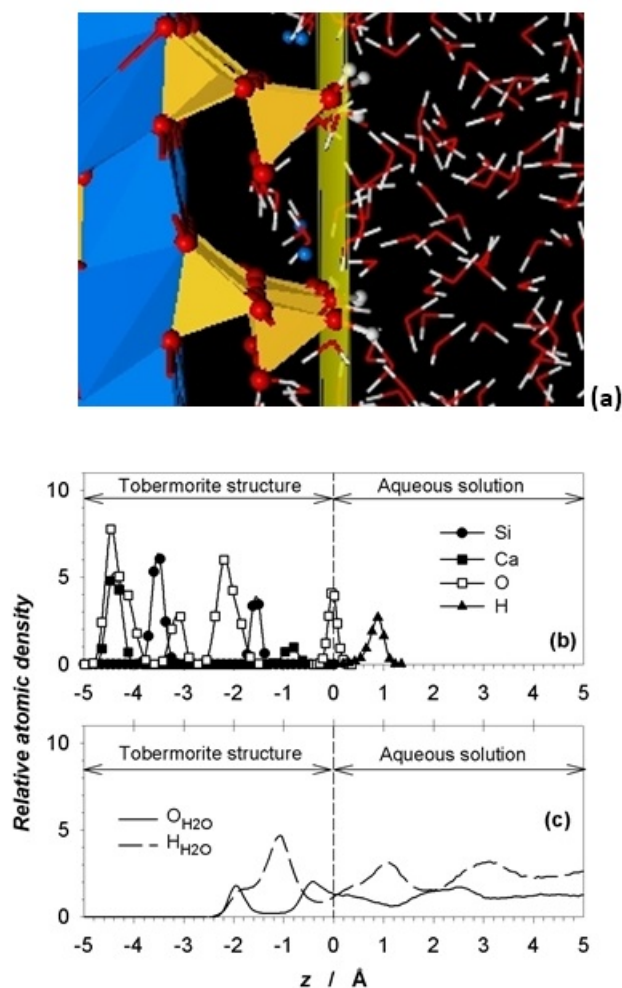 (a)
10
Tobermorite structure
Aqueous solution
Si
Ca
O
H
5
(b)
0
-5 -4 -3 -2 -1 0 1 2 3 4 5
Relative atomic density
10
Tobermorite structure
Aqueous solution
O_H2O
H_H2O
(c)
5
0
-5 -4 -3 -2 -1 0 1 2 3 4 5
z / Å